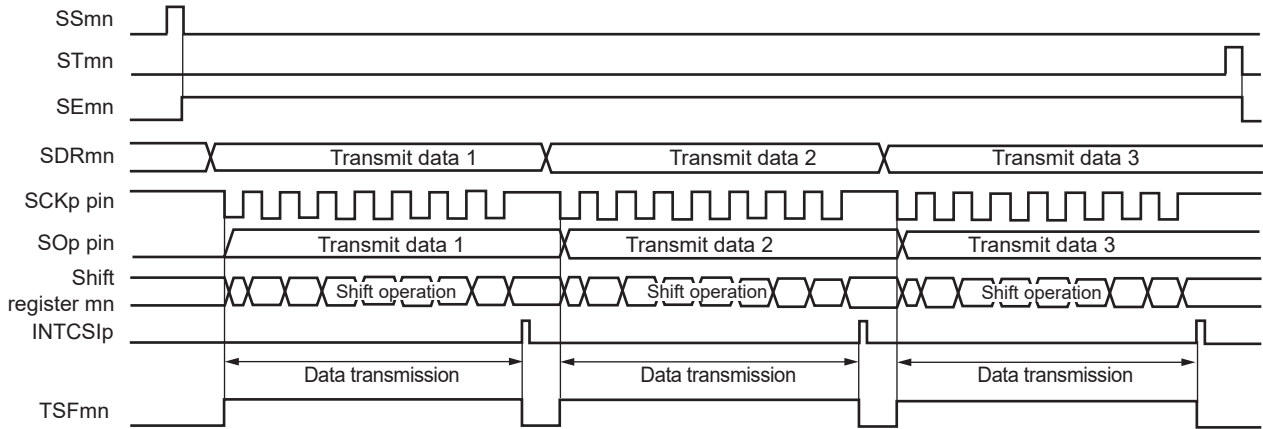 SSmn
STmn
SEmn
SDRmn
Transmit data 1
Transmit data 2
Transmit data 3
SCKp pin
SOp pin
Transmit data 1
Transmit data 2
Transmit data 3
Shift
register mn
Shift operation
Shift operation
Shift operation
INTCSIp
Data transmission
Data transmission
Data transmission
TSFmn